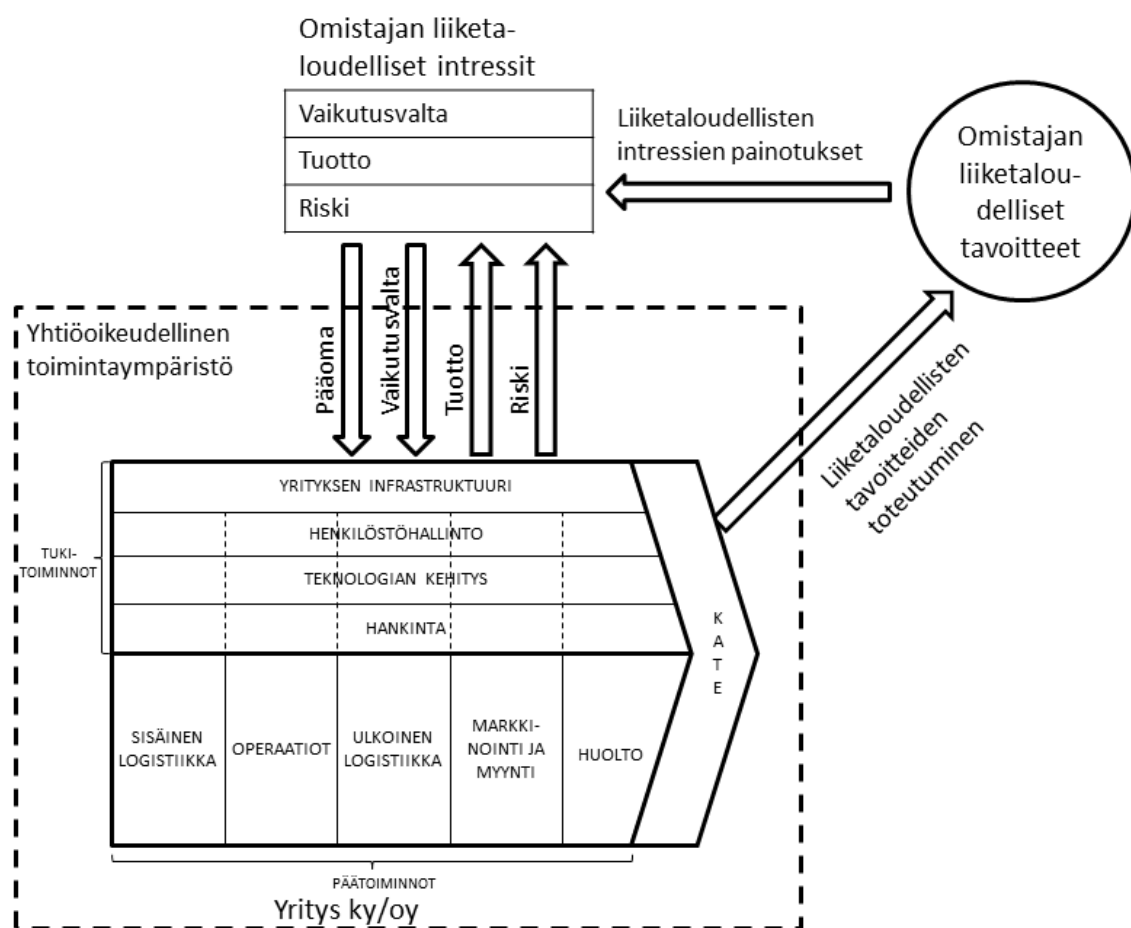 Omistajan liiketa-
loudelliset intressit
Vaikutusvalta
Tuotto
Riski
Liiketaloudellisten
intressien painotukset
Omistajan
liiketalou-
delliset
tavoitteet
Yhtiöoikeudellinen
toimintaympäristö
Pääoma
Vaikutusvalta
Tuotto
Riski
Liiketaloudellisten
tavoitteiden
toteutuminen
TUKI-
TOIMINNOT
YRITYKSEN INFRASTRUKTUURI
HENKILÖSTÖHALLINTO
TEKNOLOGIAN KEHITYS
HANKINTA
K
A
T
E
SISÄINEN
LOGISTIIKKA
OPERAATIOT
ULKOINEN
LOGISTIIKKA
MARKKI-
NOINTI JA
MYYNTI
HUOLTO
PÄÄTOIMINNOT
Yritys ky/oy